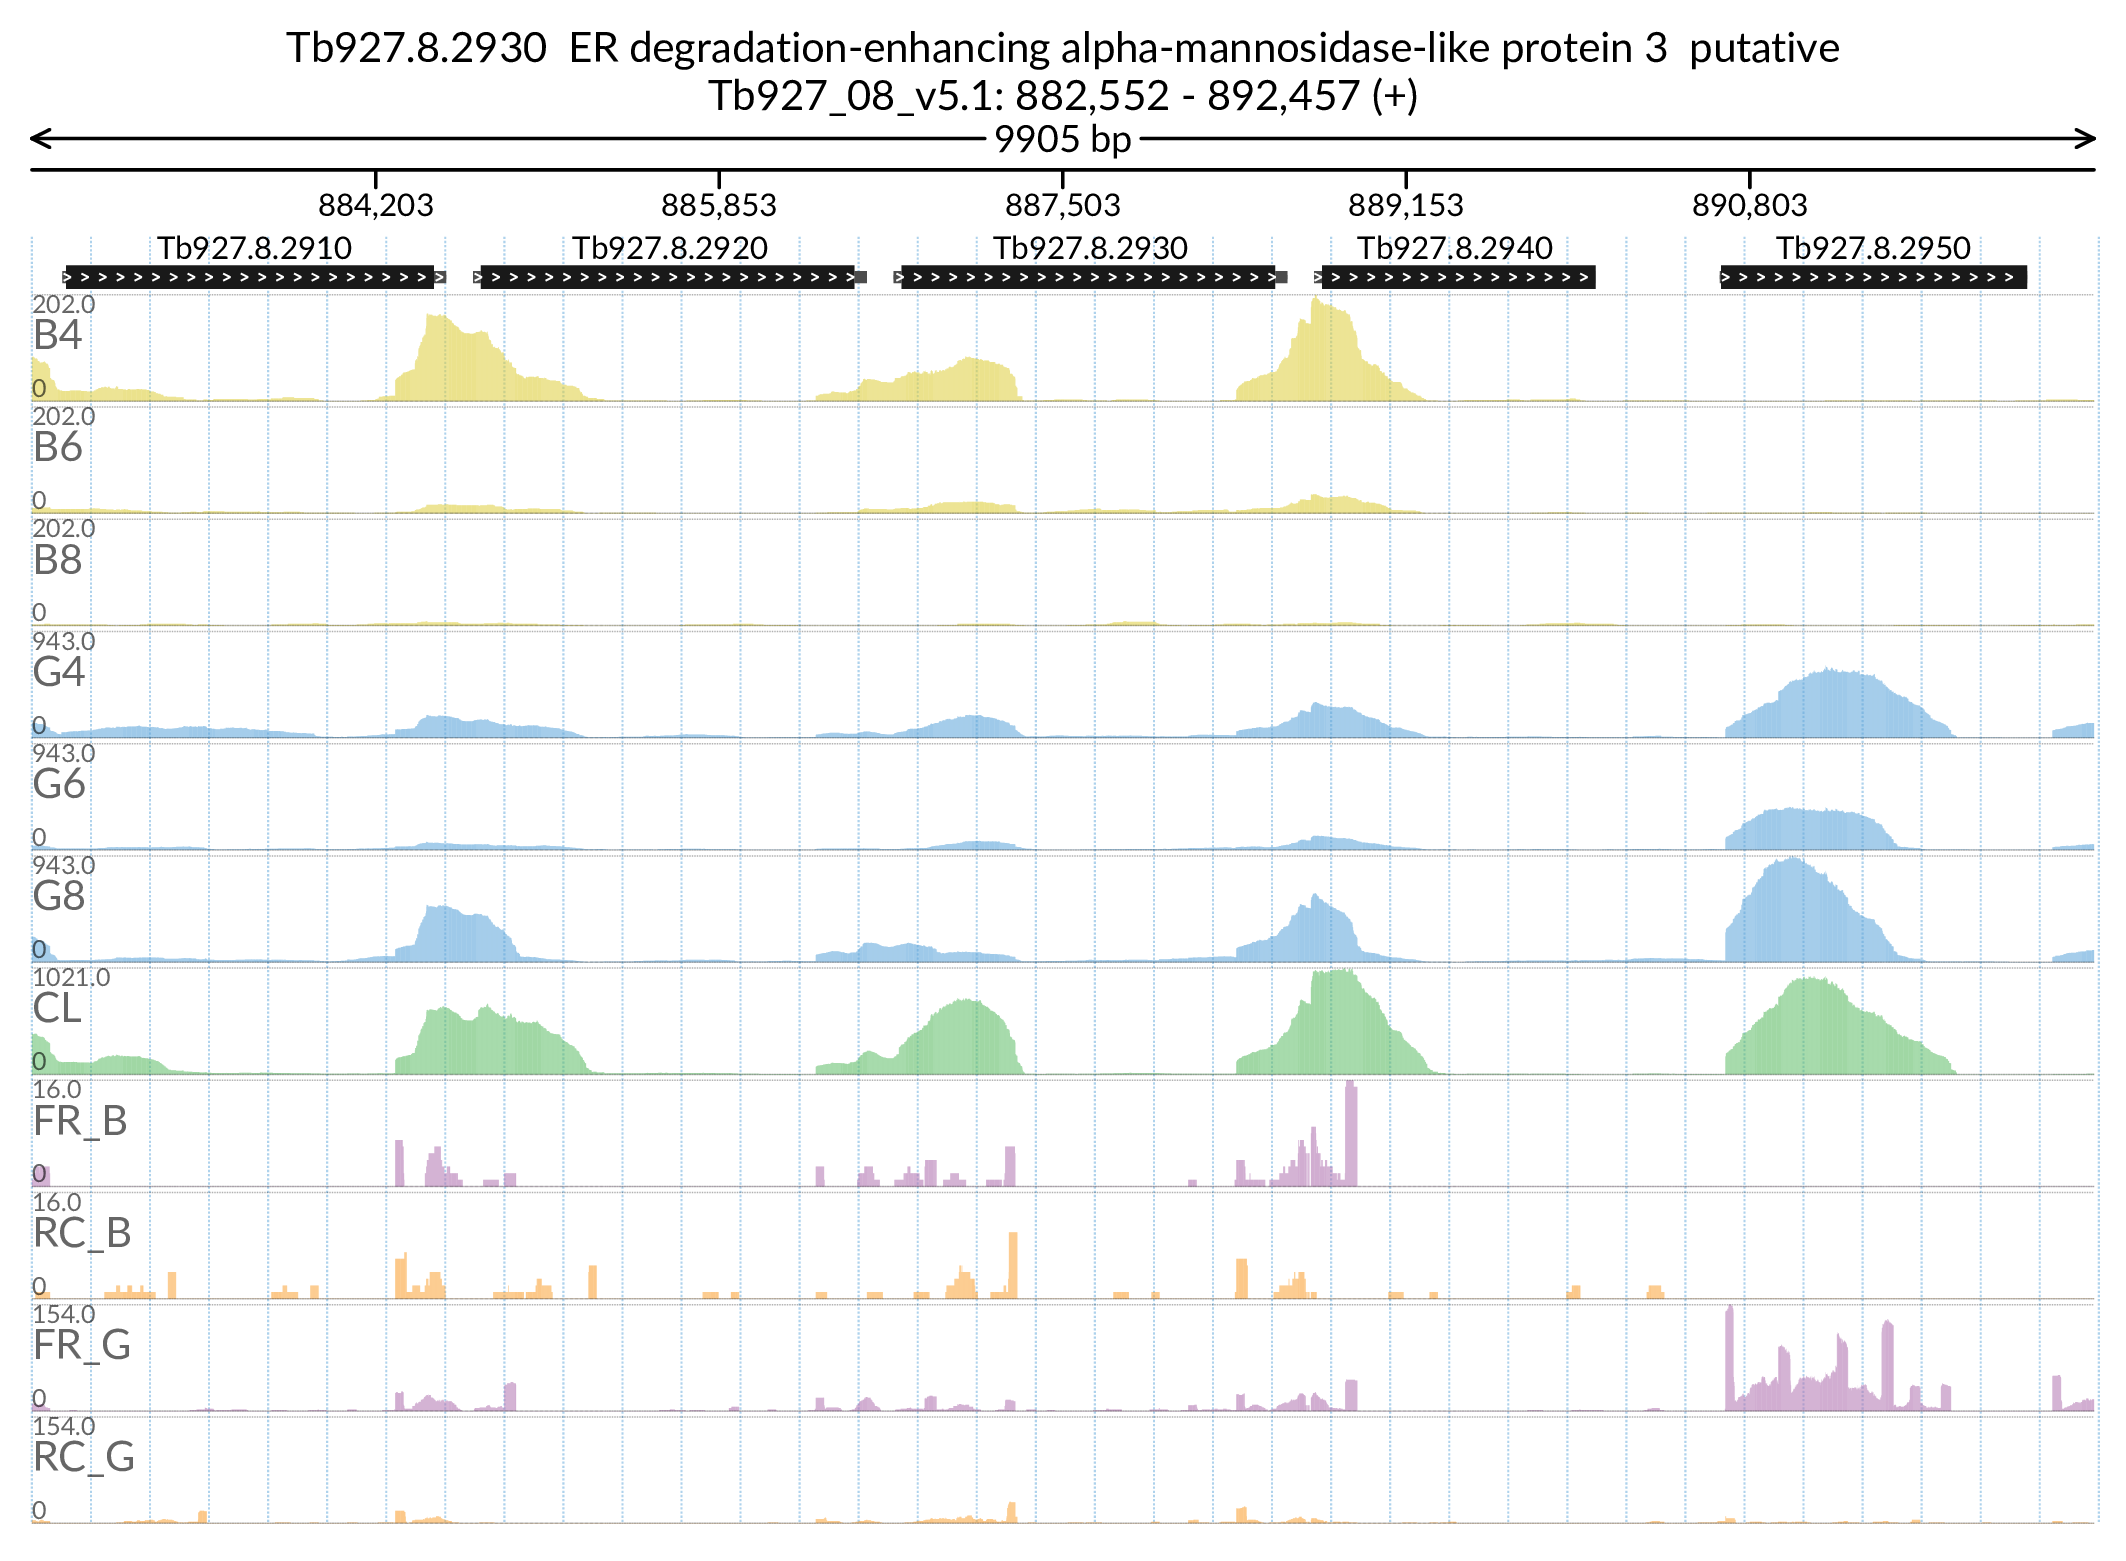 Tb927.8.2930  ER degradation-enhancing alpha-mannosidase-like protein 3  putative
Tb927_08_v5.1: 882,552 - 892,457 (+)
9905 bp
884,203 885,853 887,503 889,153 890,803
Tb927.8.2910 Tb927.8.2920 Tb927.8.2930 Tb927.8.2940 Tb927.8.2950
202.0
B4
0
202.0
B6
0
202.0
B8
0
943.0
G4
0
943.0
G6
0
943.0
G8
0
1021.0
CL
0
16.0
FR_B
0
16.0
RC_B
0
154.0
FR_G
0
154.0
RC_G
0